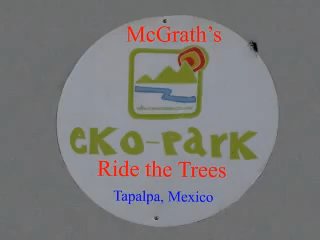 McGrath's
eko-park
Ride the Trees
Tapalpa, Mexico